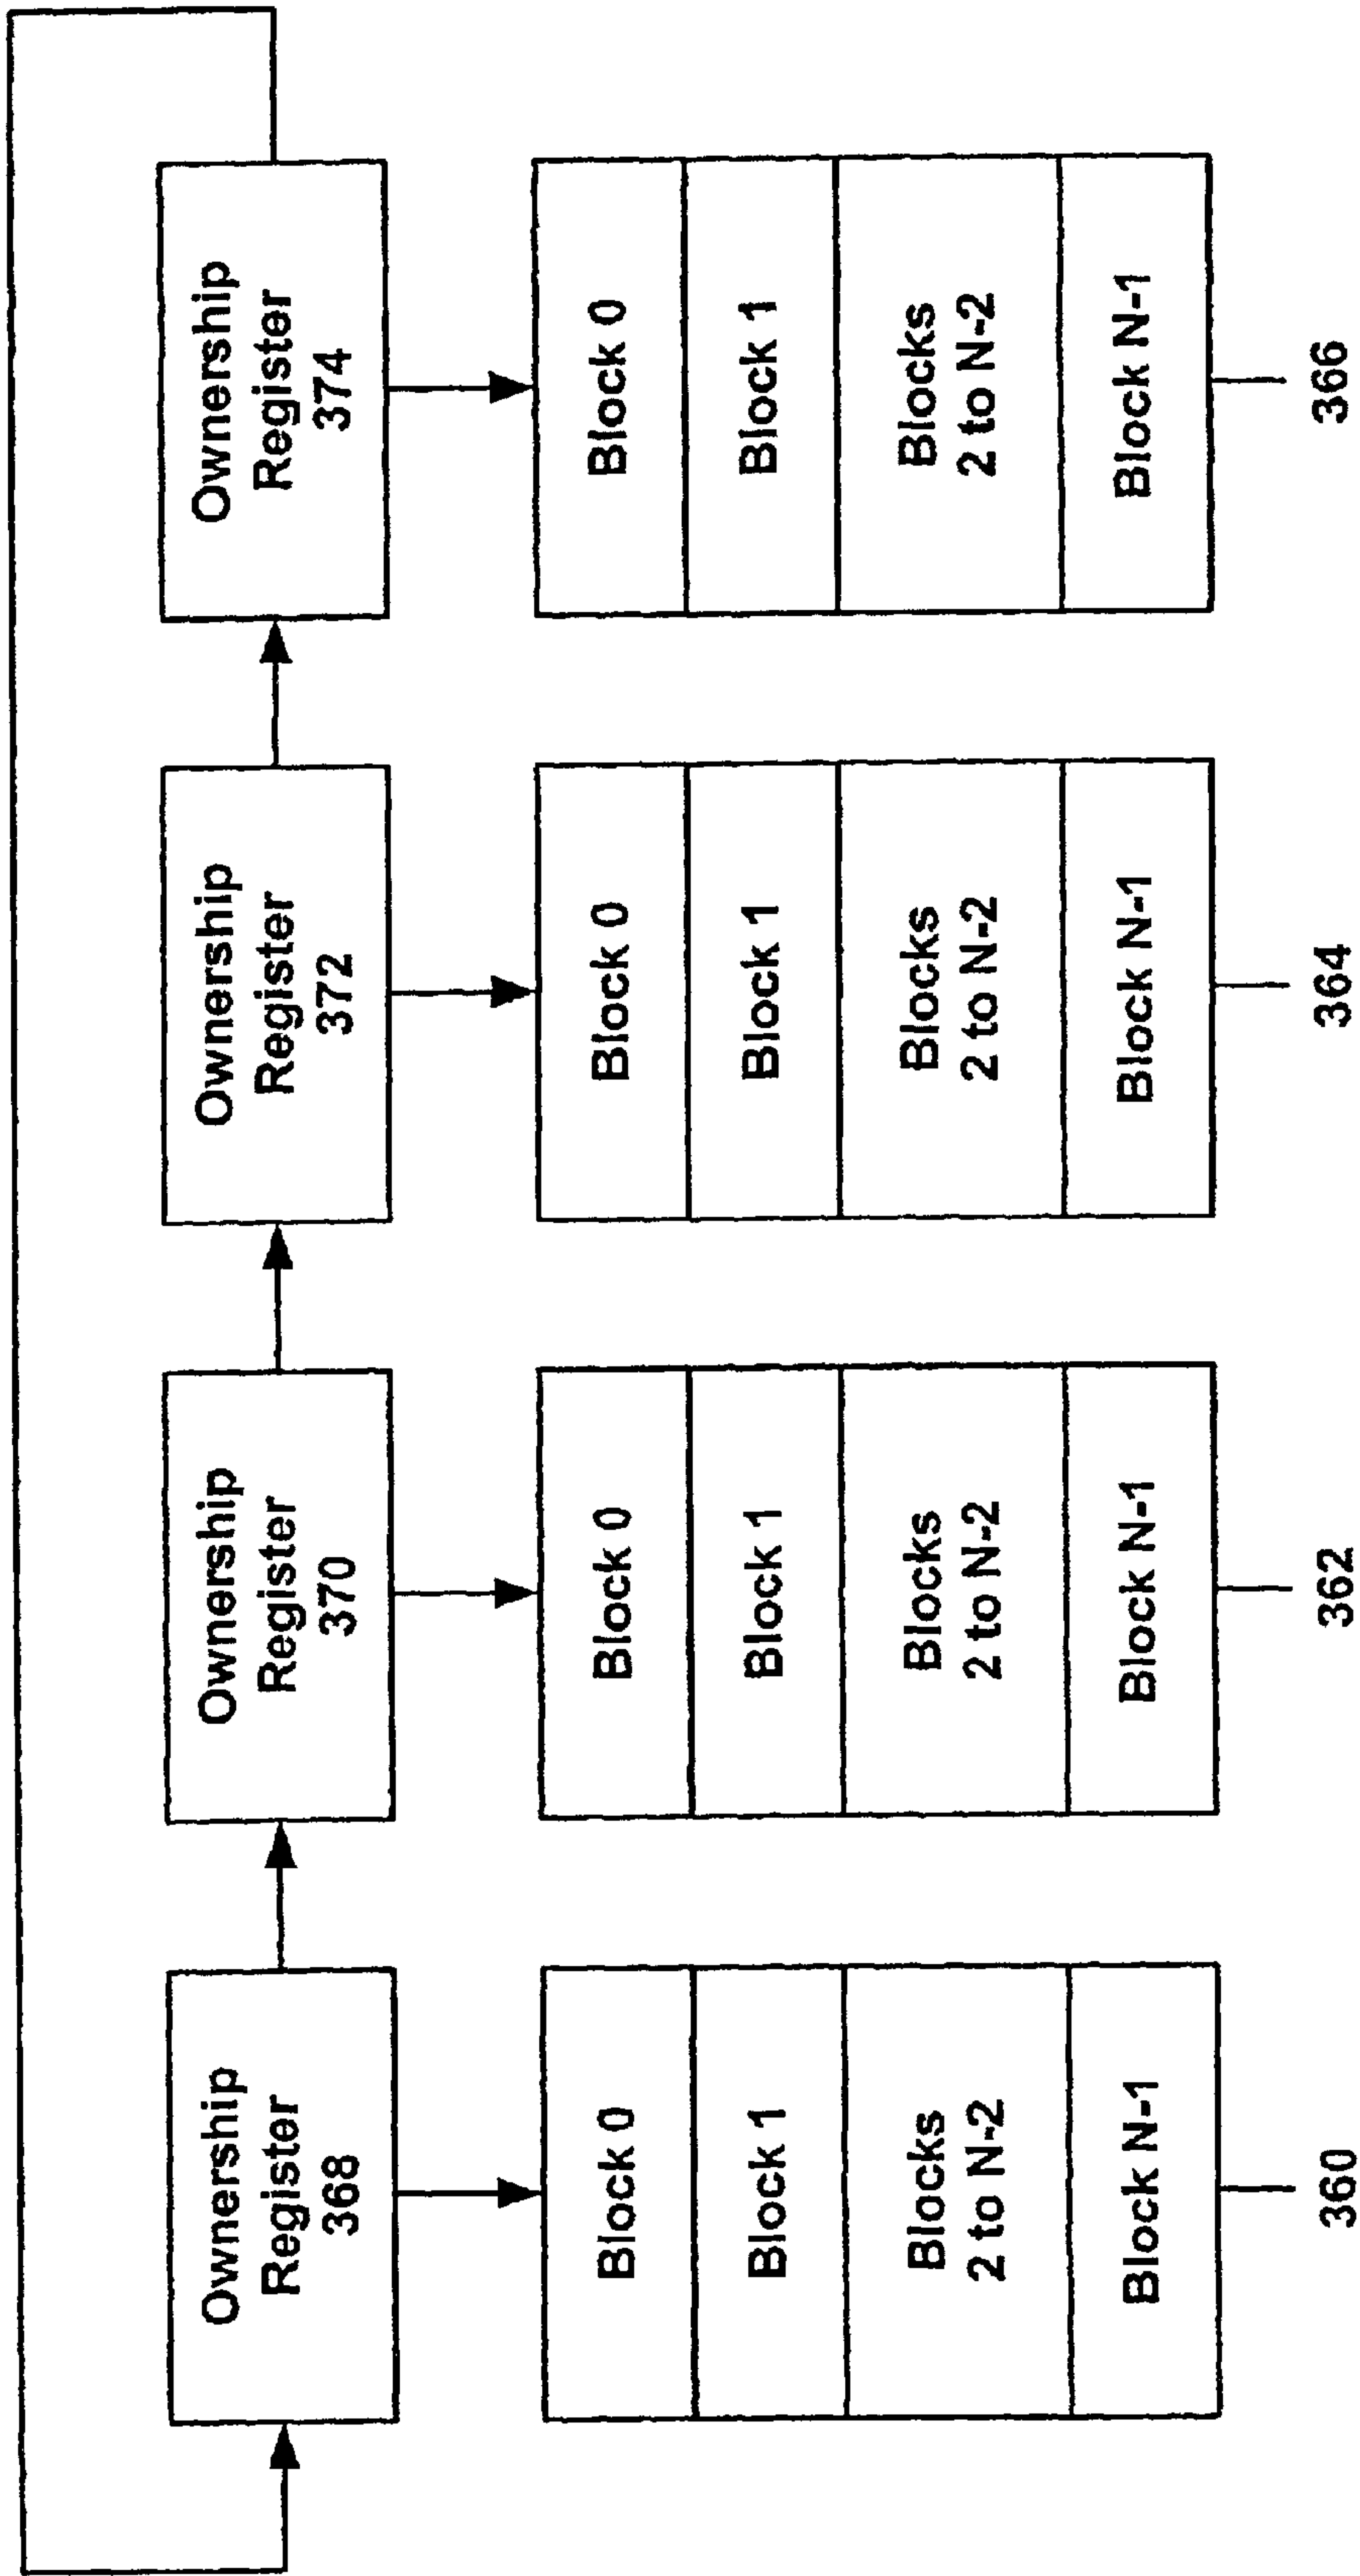 Ownership
Register
368
Ownership
Register
370
Ownership
Register
372
Ownership
Register
374
Block 0
Block 1
Blocks
2 to N-2
Block N-1
360
Block 0
Block 1
Blocks
2 to N-2
Block N-1
362
Block 0
Block 1
Blocks
2 to N-2
Block N-1
364
Block 0
Block 1
Blocks
2 to N-2
Block N-1
366